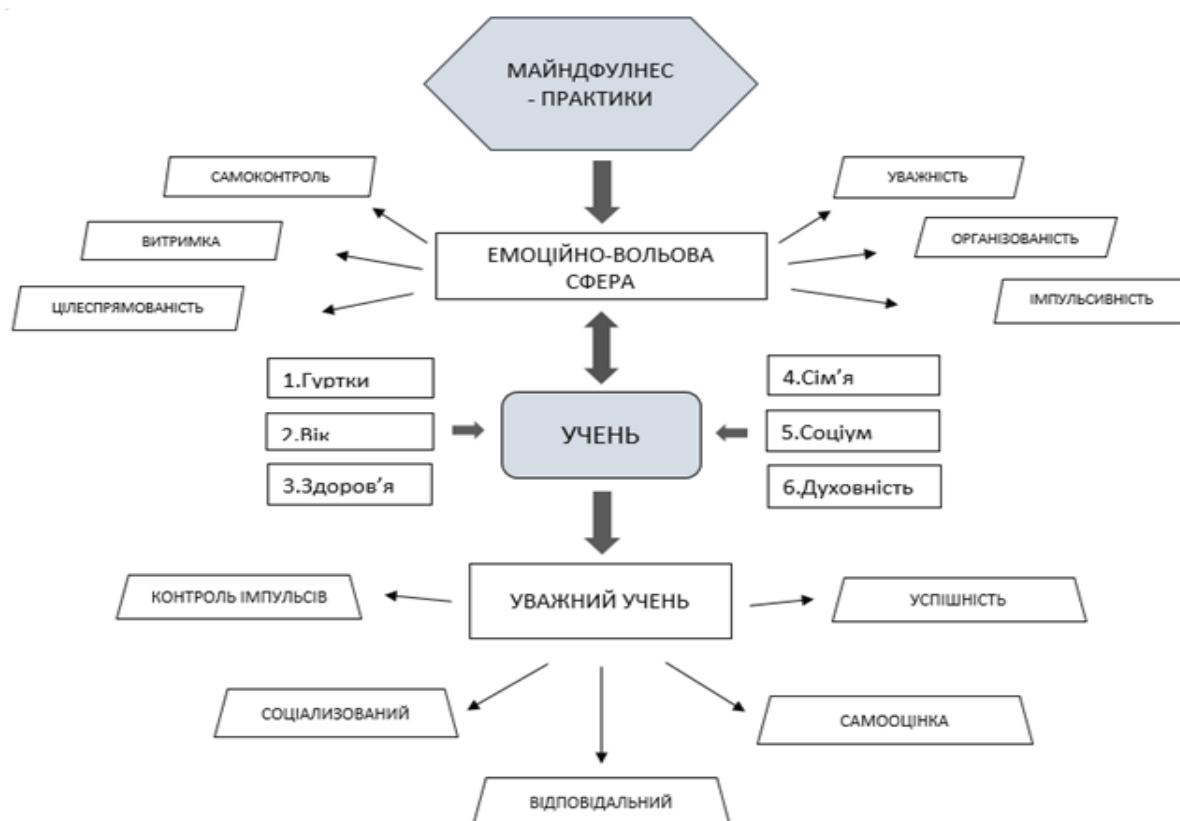 МАЙНДФУЛНЕС
- ПРАКТИКИ
САМОКОНТРОЛЬ
УВАЖНІСТЬ
ВИТРИМКА
ЕМОЦІЙНО-ВОЛЬОВА
СФЕРА
ОРГАНІЗОВАНІСТЬ
ЦІЛЕСПРЯМОВАНІСТЬ
ІМПУЛЬСИВНІСТЬ
1.Гуртки
4.Сім’я
2.Вік
УЧЕНЬ
5.Соціум
3.Здоров’я
6.Духовність
КОНТРОЛЬ ІМПУЛЬСІВ
УВАЖНИЙ УЧЕНЬ
УСПІШНІСТЬ
СОЦІАЛИЗОВАНИЙ
САМООЦІНКА
ВІДПОВІДАЛЬНИЙ